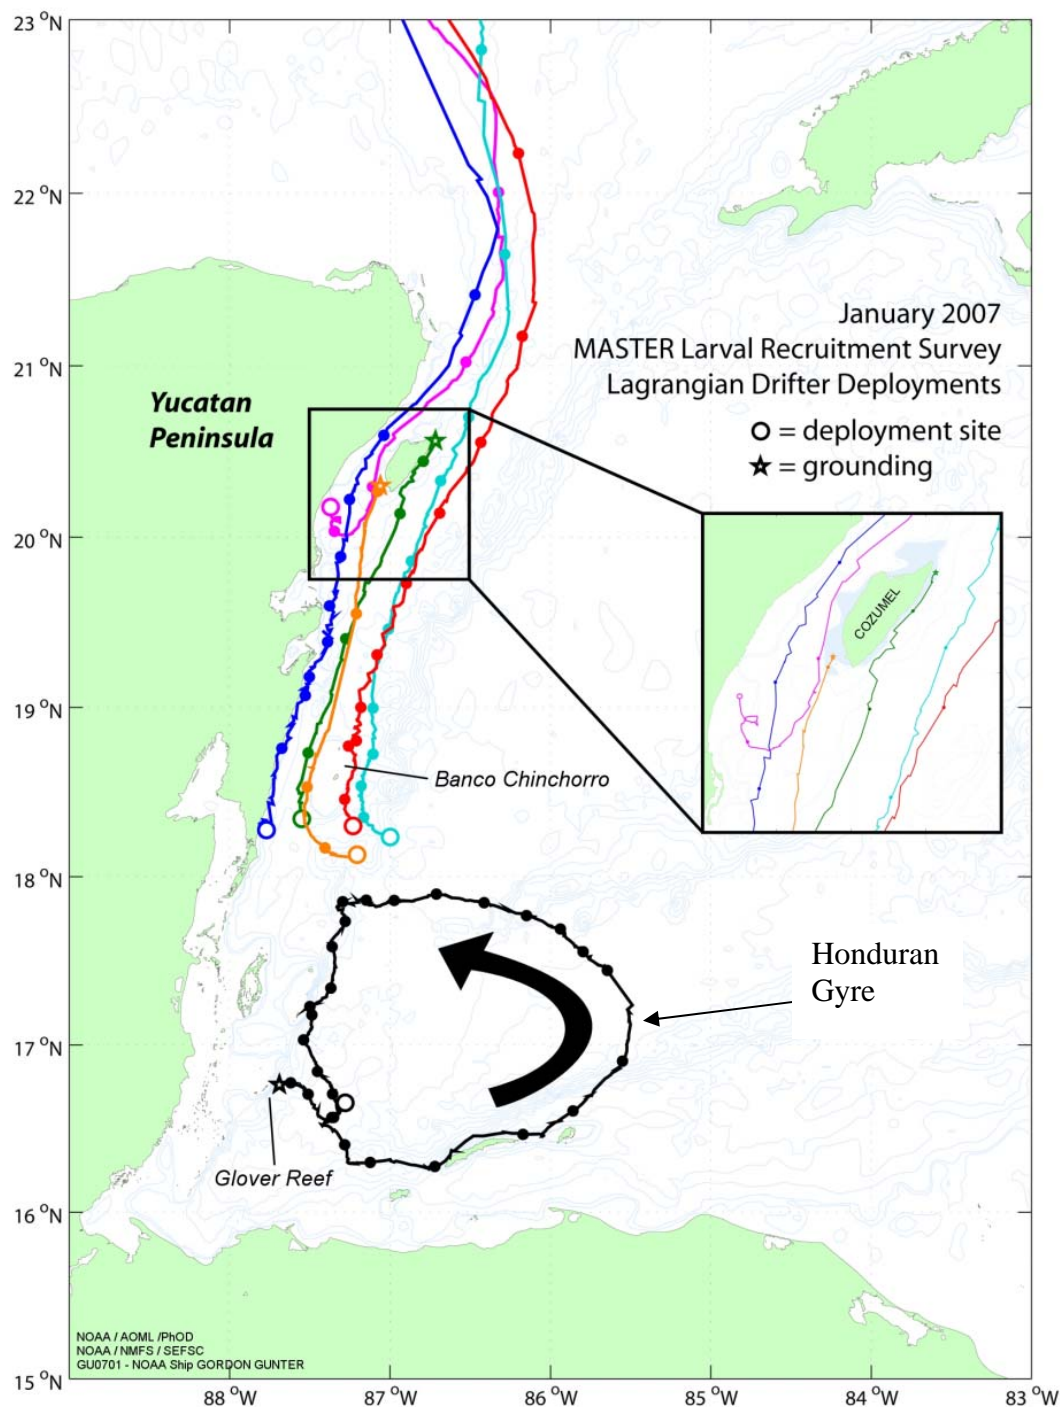 23 °N
22 °N
21 °N
20 °N
19 °N
18 °N
17 °N
16 °N
15 °N
88 °W
87 °W
86 °W
85 °W
84 °W
83 °W
January 2007
MASTER Larval Recruitment Survey
Lagrangian Drifter Deployments
= deployment site
= grounding
Yucatan
Peninsula
COZUMEL
Banco Chinchorro
Honduran
Gyre
Glover Reef
NOAA / AOML /PhOD
NOAA / NMFS / SEFSC
GU0701 - NOAA Ship GORDON GUNTER